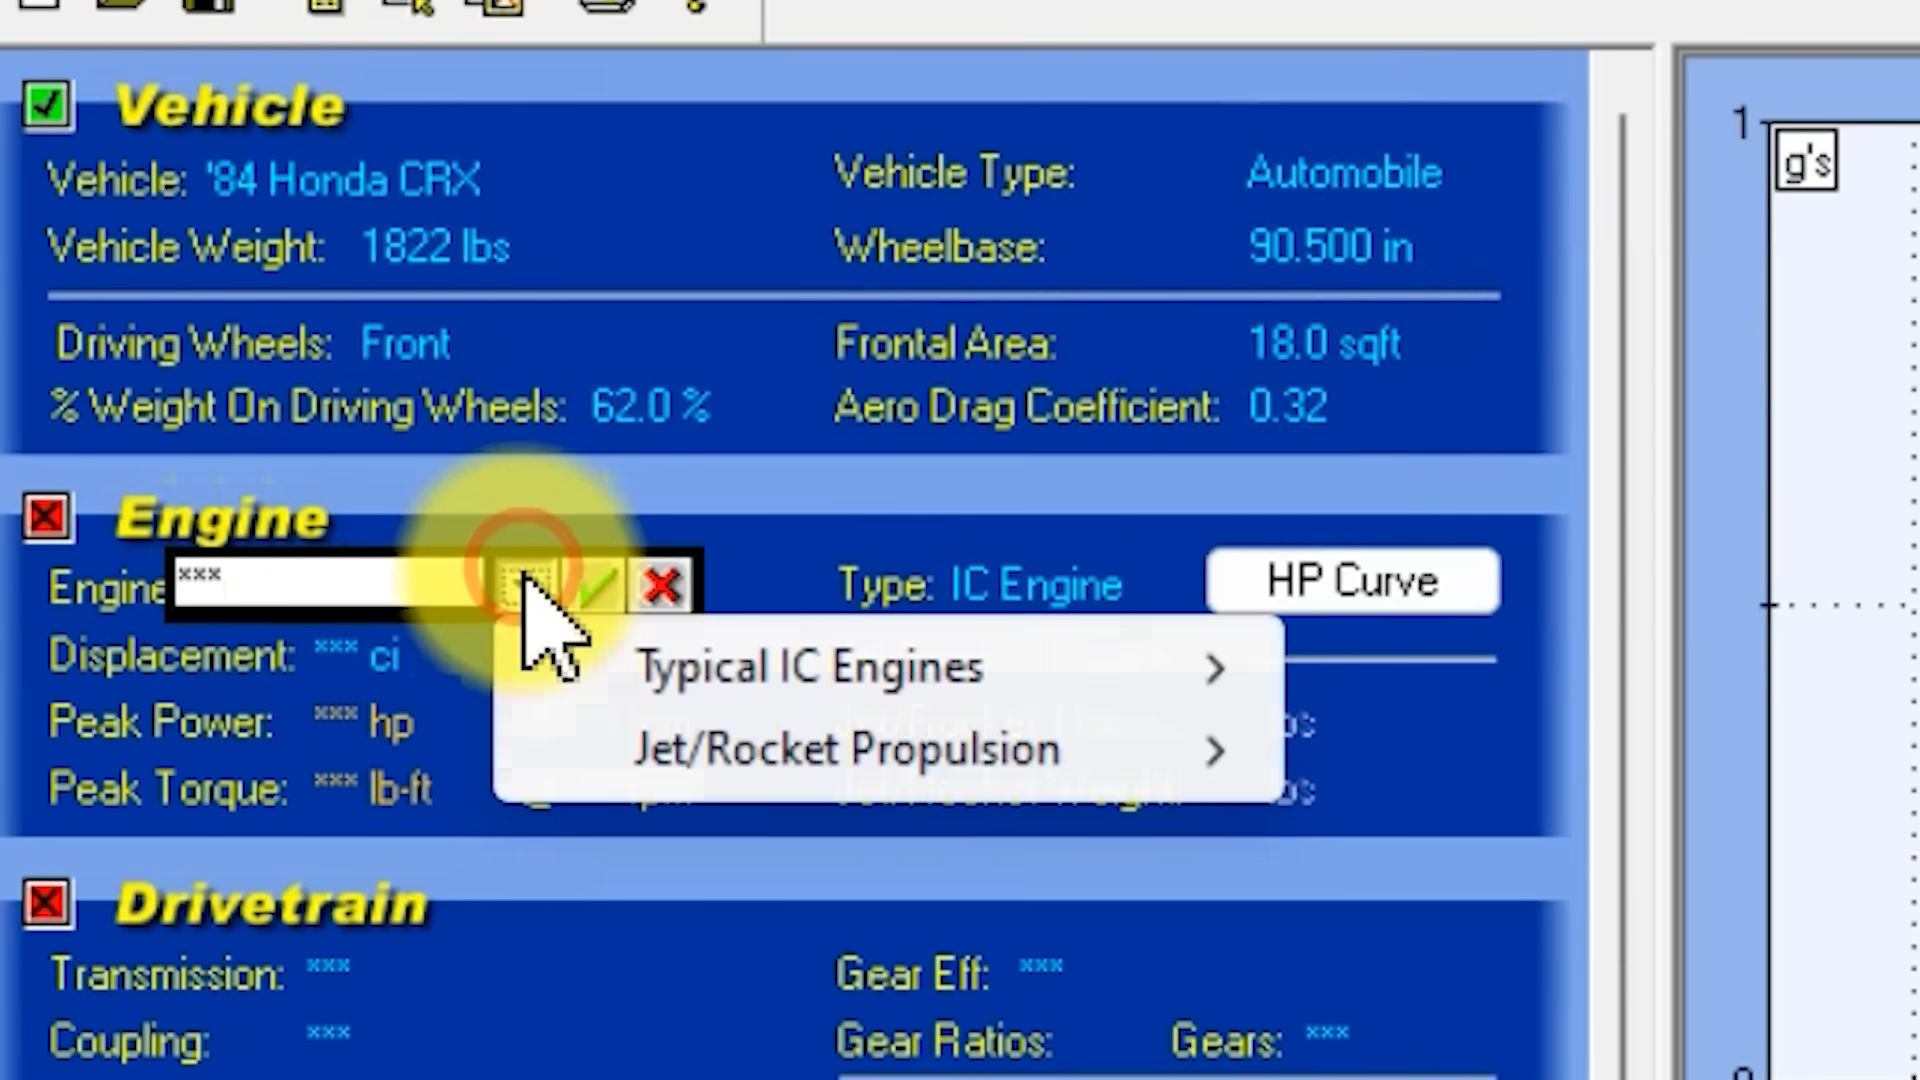 Vehicle
Vehicle: '84 Honda CRX
Vehicle Type: Automobile
Vehicle Weight: 1822 lbs
Wheelbase: 90.500 in
Driving Wheels: Front
Frontal Area: 18.0 sqft
% Weight On Driving Wheels: 62.0 %
Aero Drag Coefficient: 0.32
Engine
Engine ***
Type: IC Engine
HP Curve
Displacement: *** ci
Typical IC Engines
Peak Power: *** hp
Jet/Rocket Propulsion
Peak Torque: *** lb-ft
Drivetrain
Transmission: ***
Gear Eff: ***
Coupling: ***
Gear Ratios: Gears: ***
1
g's